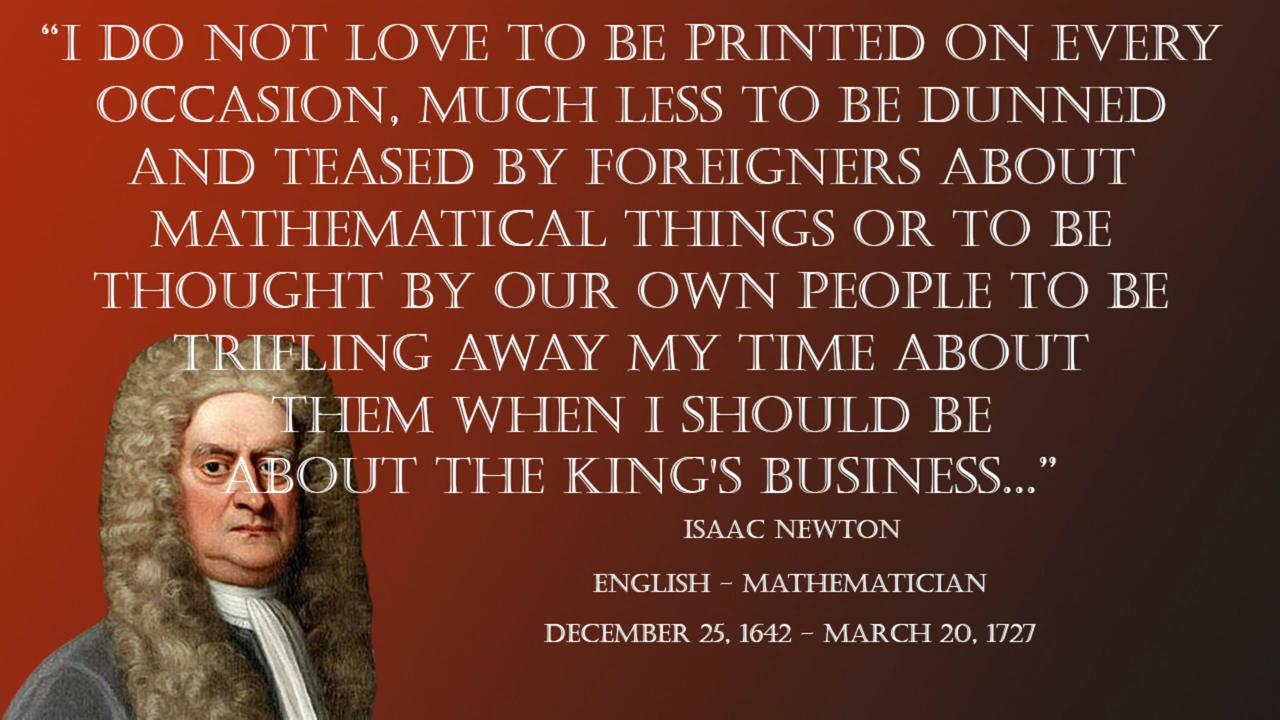 “I DO NOT LOVE TO BE PRINTED ON EVERY
OCCASION, MUCH LESS TO BE DUNNED
AND TEASED BY FOREIGNERS ABOUT
MATHEMATICAL THINGS OR TO BE
THOUGHT BY OUR OWN PEOPLE TO BE
TRIFLING AWAY MY TIME ABOUT
THEM WHEN I SHOULD BE
ABOUT THE KING'S BUSINESS...”
ISAAC NEWTON
ENGLISH – MATHEMATICIAN
DECEMBER 25, 1642 – MARCH 20, 1727